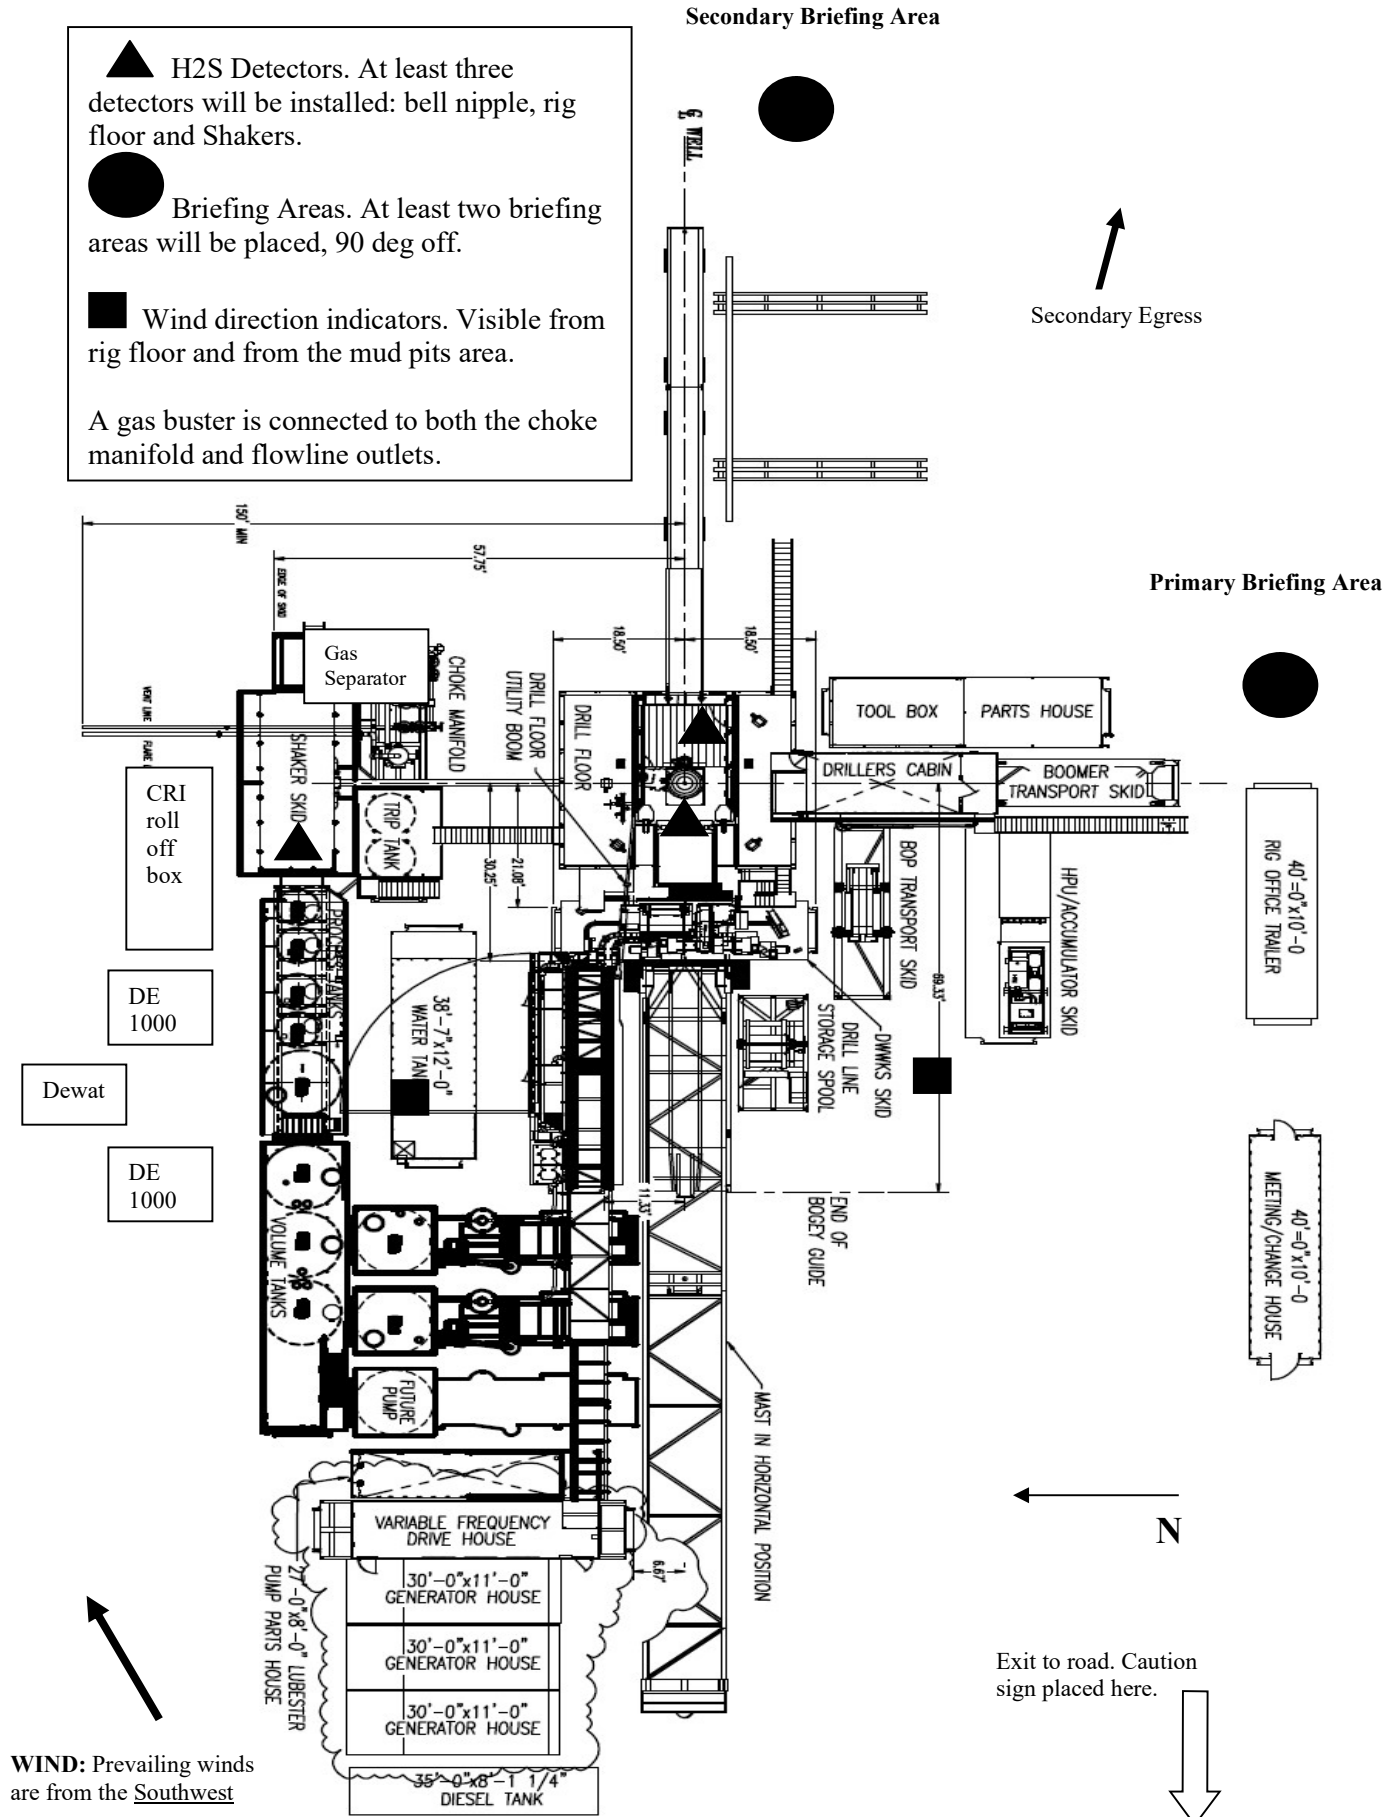 Secondary Briefing Area
H2S Detectors. At least three
detectors will be installed: bell nipple, rig
floor and Shakers.
Briefing Areas. At least two briefing
areas will be placed, 90 deg off.
Wind direction indicators. Visible from
rig floor and from the mud pits area.
A gas buster is connected to both the choke
manifold and flowline outlets.
WELL
Secondary Egress
150' MIN
57.75'
EDGE OF SKID
Primary Briefing Area
18.50'
18.50'
Gas
Separator
CHOKE MANIFOLD
DRILL FLOOR
UTILITY BOOM
DRILL FLOOR
TOOL BOX
PARTS HOUSE
VENT LINE
SHAKER SKID
DRILLERS CABIN
BOOMER
TRANSPORT SKID
CRI
roll
off
box
TRIP TANK
30.25'
21.08'
BOP TRANSPORT SKID
HPU/ACCUMULATOR SKID
40'=0"x10'-0
RIG OFFICE TRAILER
PROCESS TANKS
DE
1000
38'-7"x12'-0"
WATER TANK
69.33'
DWWKS SKID
DRILL LINE
STORAGE SPOOL
Dewat
DE
1000
VOLUME TANKS
11.33'
END OF
BOGEY GUIDE
40'=0"x10'-0
MEETING/CHANGE HOUSE
FUTURE
PUMP
MAST IN HORIZONTAL POSITION
N
VARIABLE FREQUENCY
DRIVE HOUSE
6.67'
27'-0"x8'-0" LUBESTER
PUMP PARTS HOUSE
30'-0"x11'-0"
GENERATOR HOUSE
30'-0"x11'-0"
GENERATOR HOUSE
30'-0"x11'-0"
GENERATOR HOUSE
35'-0"x8'-1 1/4"
DIESEL TANK
Exit to road. Caution
sign placed here.
WIND: Prevailing winds
are from the Southwest